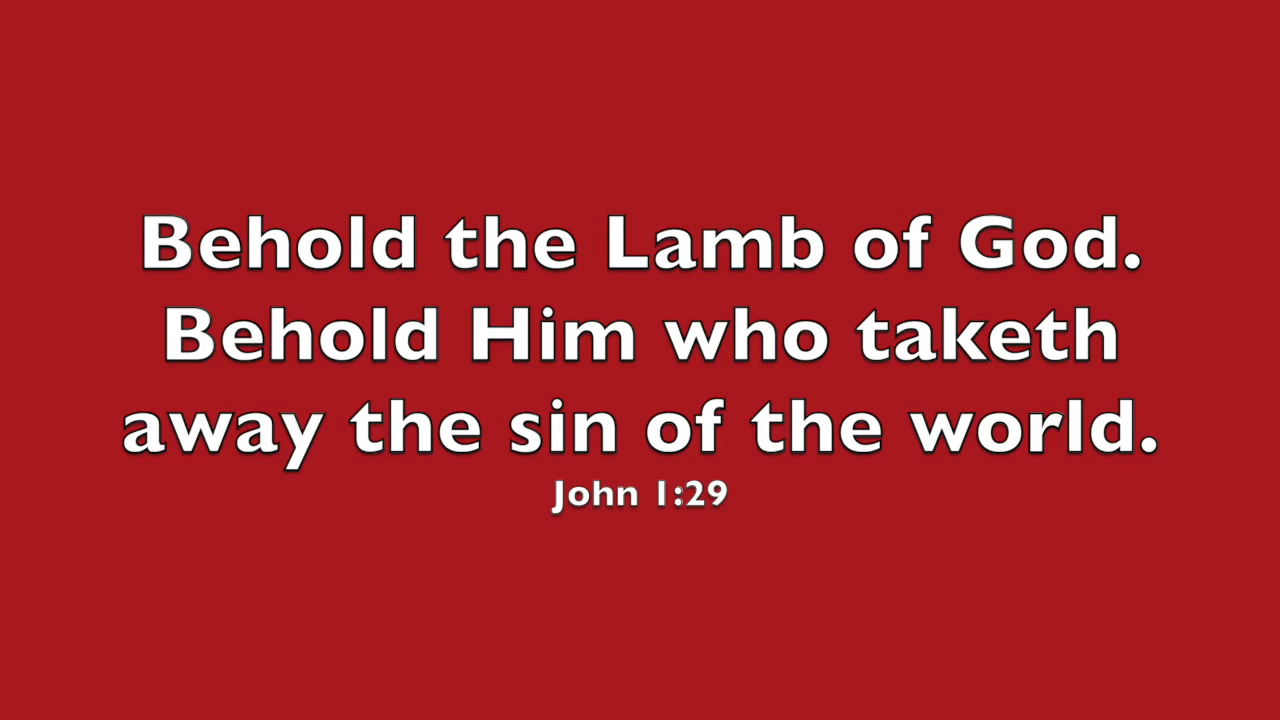 Behold the Lamb of God.
Behold Him who taketh
away the sin of the world.
John 1:29